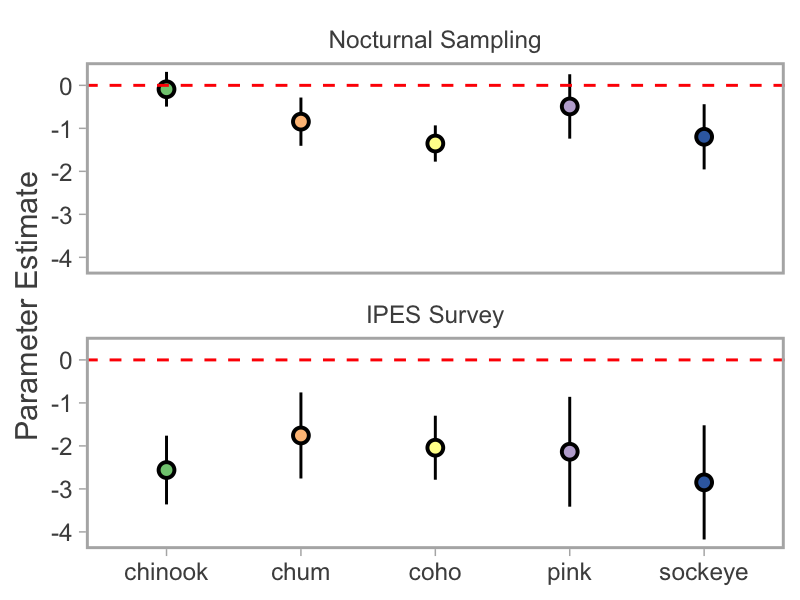 Nocturnal Sampling
0
-1
-2
-3
-4
Parameter Estimate
IPES Survey
0
-1
-2
-3
-4
chinook chum coho pink sockeye